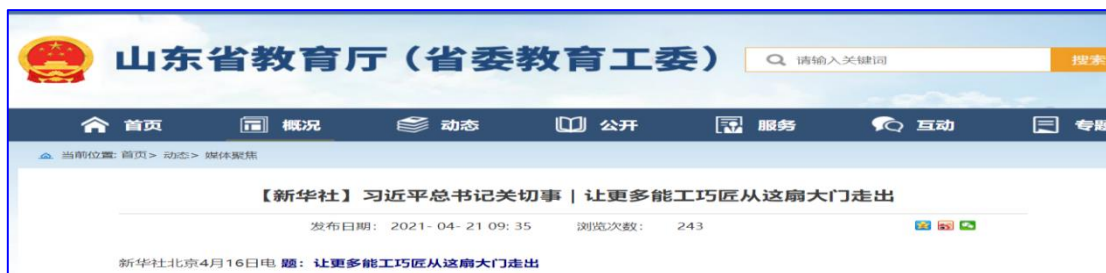 山东省教育厅（省委教育工委）
请输入关键词
搜索
首页 概况 动态 公开 服务 互动 专题
当前位置: 首页> 动态> 媒体聚焦
【新华社】习近平总书记关切事｜让更多能工巧匠从这扇大门走出
发布日期: 2021-04-21 09:35 浏览次数: 243
新华社北京4月16日电 题：让更多能工巧匠从这扇大门走出